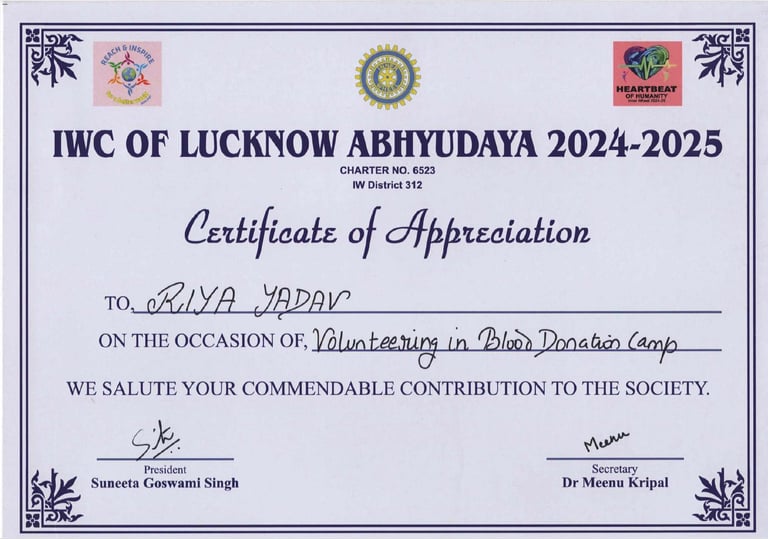 REACH & INSPIRE
HEARTBEAT
OF HUMANITY
IWC OF LUCKNOW ABHYUDAYA 2024-2025
CHARTER NO. 6523
IW District 312
Certificate of Appreciation
TO, RIYA YADAV
ON THE OCCASION OF, Volunteering in Blood Donation Camp
WE SALUTE YOUR COMMENDABLE CONTRIBUTION TO THE SOCIETY.
Meenu
President
Suneeta Goswami Singh
Secretary
Dr Meenu Kripal